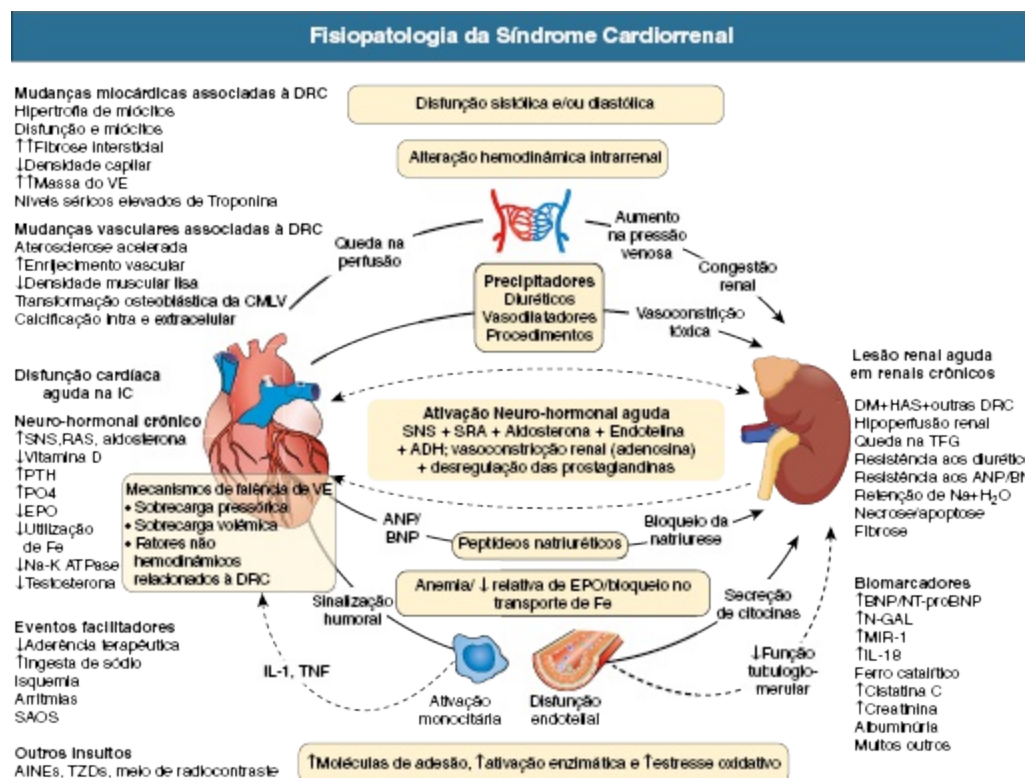 Fisiopatologia da Síndrome Cardiorrenal
Mudanças miocárdicas associadas à DRC
Hipertrofia de miócitos
Disfunção e miócitos
↑↑Fibrose intersticial
↓Densidade capilar
↑↑Massa do VE
Níveis séricos elevados de Troponina
Mudanças vasculares associadas à DRC
Aterosclerose acelerada
↑Enrijecimento vascular
↓Densidade muscular lisa
Transformação osteoblástica da CMLV
Calcificação intra e extracelular
Disfunção cardíaca
aguda na IC
Neuro-hormonal crônico
↑SNS,RAS, aldosterona
↓Vitamina D
↑PTH
↑PO4
↓EPO
↓Utilização
de Fe
↓Na-K ATPase
↓Testosterona
Eventos facilitadores
↓Aderência terapêutica
↑Ingesta de sódio
Isquemia
Arritmias
SAOS
Outros insultos
AINEs, TZDs, meio de radiocontraste
Disfunção sistólica e/ou diastólica
Alteração hemodinâmica intrarrenal
Queda na
perfusão
Aumento
na pressão
venosa
Congestão
renal
Precipitadores
Diuréticos
Vasodilatadores
Procedimentos
Vasoconstrição
tóxica
Ativação Neuro-hormonal aguda
SNS + SRA + Aldosterona + Endotelina
+ ADH; vasoconstricção renal (adenosina)
+ desregulação das prostaglandinas
Mecanismos de falência de VE
• Sobrecarga pressórica
• Sobrecarga volêmica
• Fatores não
hemodinâmicos
relacionados à DRC
ANP/
BNP
Peptídeos natriuréticos
Bloqueio da
natriurese
Anemia/ ↓ relativa de EPO/bloqueio no
transporte de Fe
Sinalização
humoral
Secreção
de citocinas
IL-1, TNF
Ativação
monocitária
Disfunção
endotelial
↓Função
tubuloglo-
merular
↑Moléculas de adesão, ↑ativação enzimática e ↑estresse oxidativo
Lesão renal aguda
em renais crônicos
DM+HAS+outras DRC
Hipoperfusão renal
Queda na TFG
Resistência aos diurétic
Resistência aos ANP/BN
Retenção de Na+H₂O
Necrose/apoptose
Fibrose
Biomarcadores
↑BNP/NT-proBNP
↑N-GAL
↑MIR-1
↑IL-18
Ferro catalítico
↑Cistatina C
↑Creatinina
Albuminúria
Muitos outros